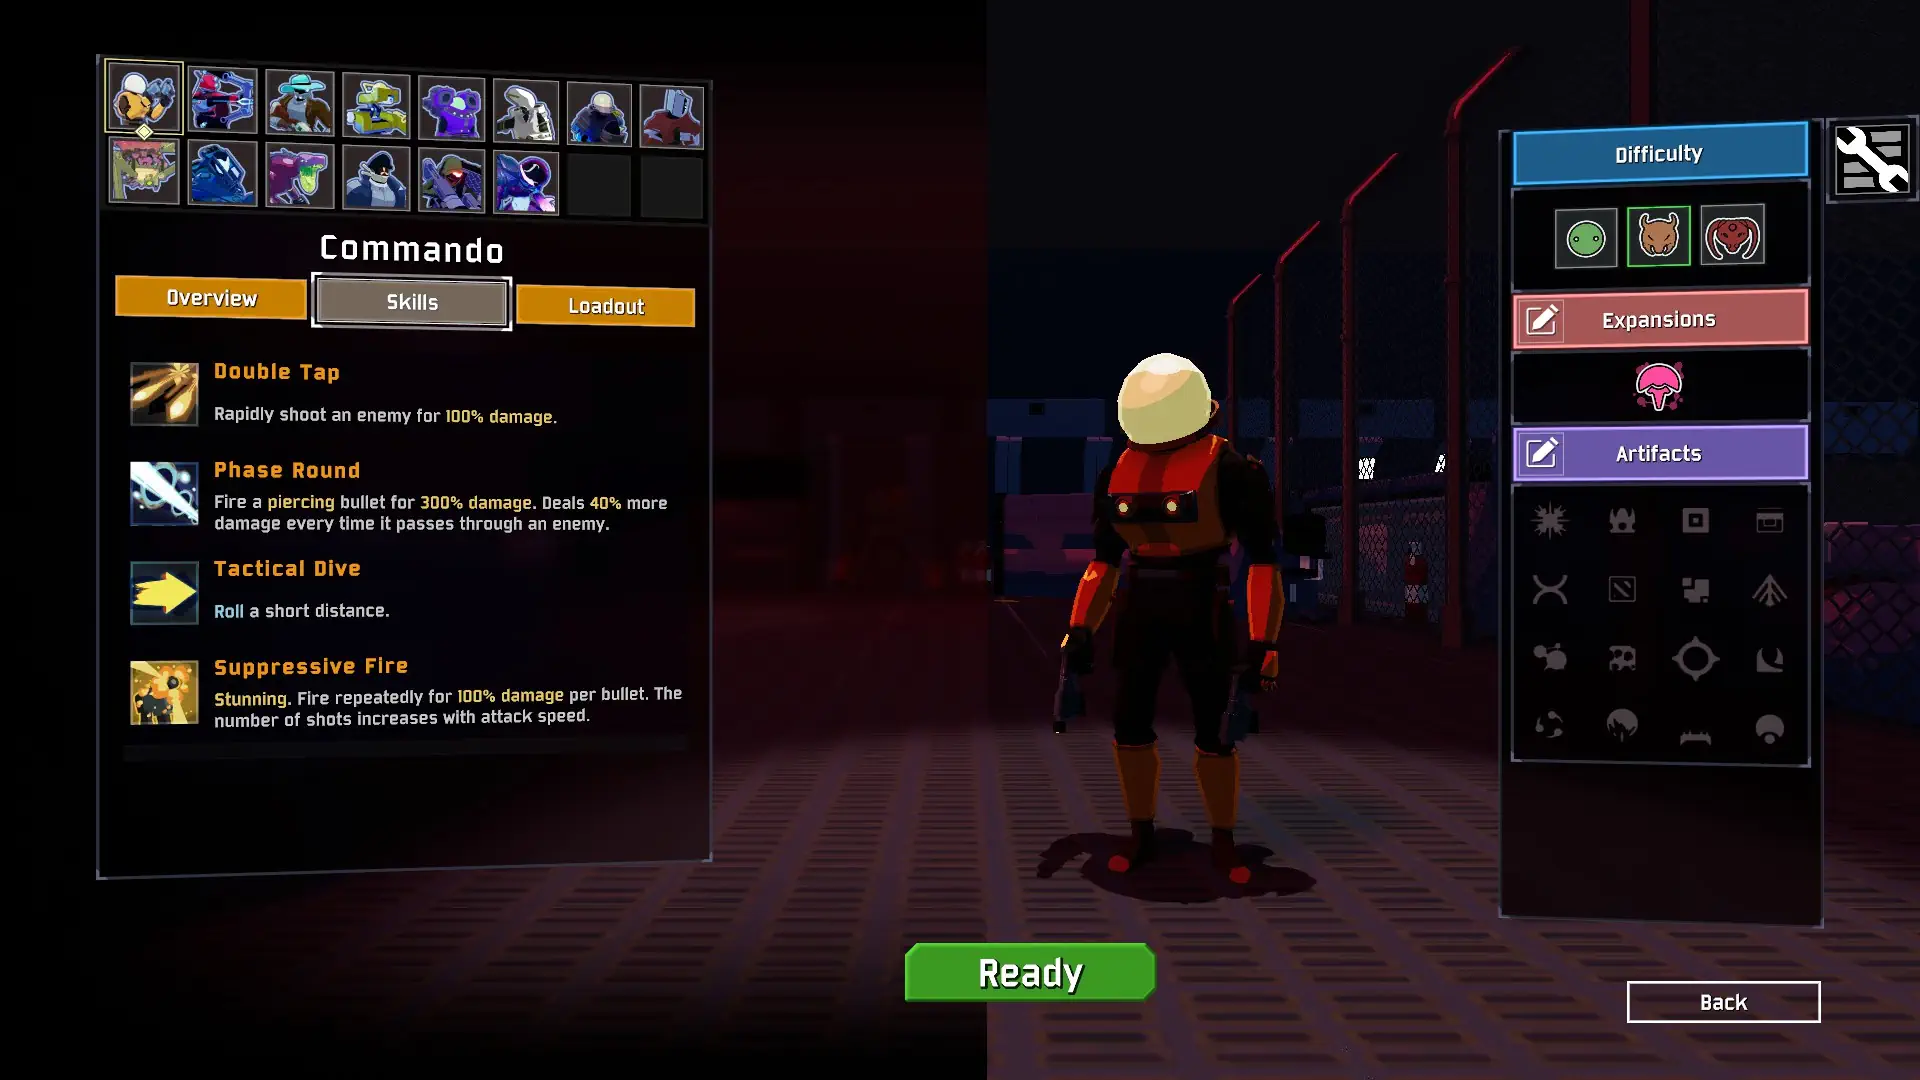 Commando
Overview
Skills
Loadout
Double Tap
Rapidly shoot an enemy for 100% damage.
Phase Round
Fire a piercing bullet for 300% damage. Deals 40% more
damage every time it passes through an enemy.
Tactical Dive
Roll a short distance.
Suppressive Fire
Stunning. Fire repeatedly for 100% damage per bullet. The
number of shots increases with attack speed.
Difficulty
Expansions
Artifacts
Ready
Back